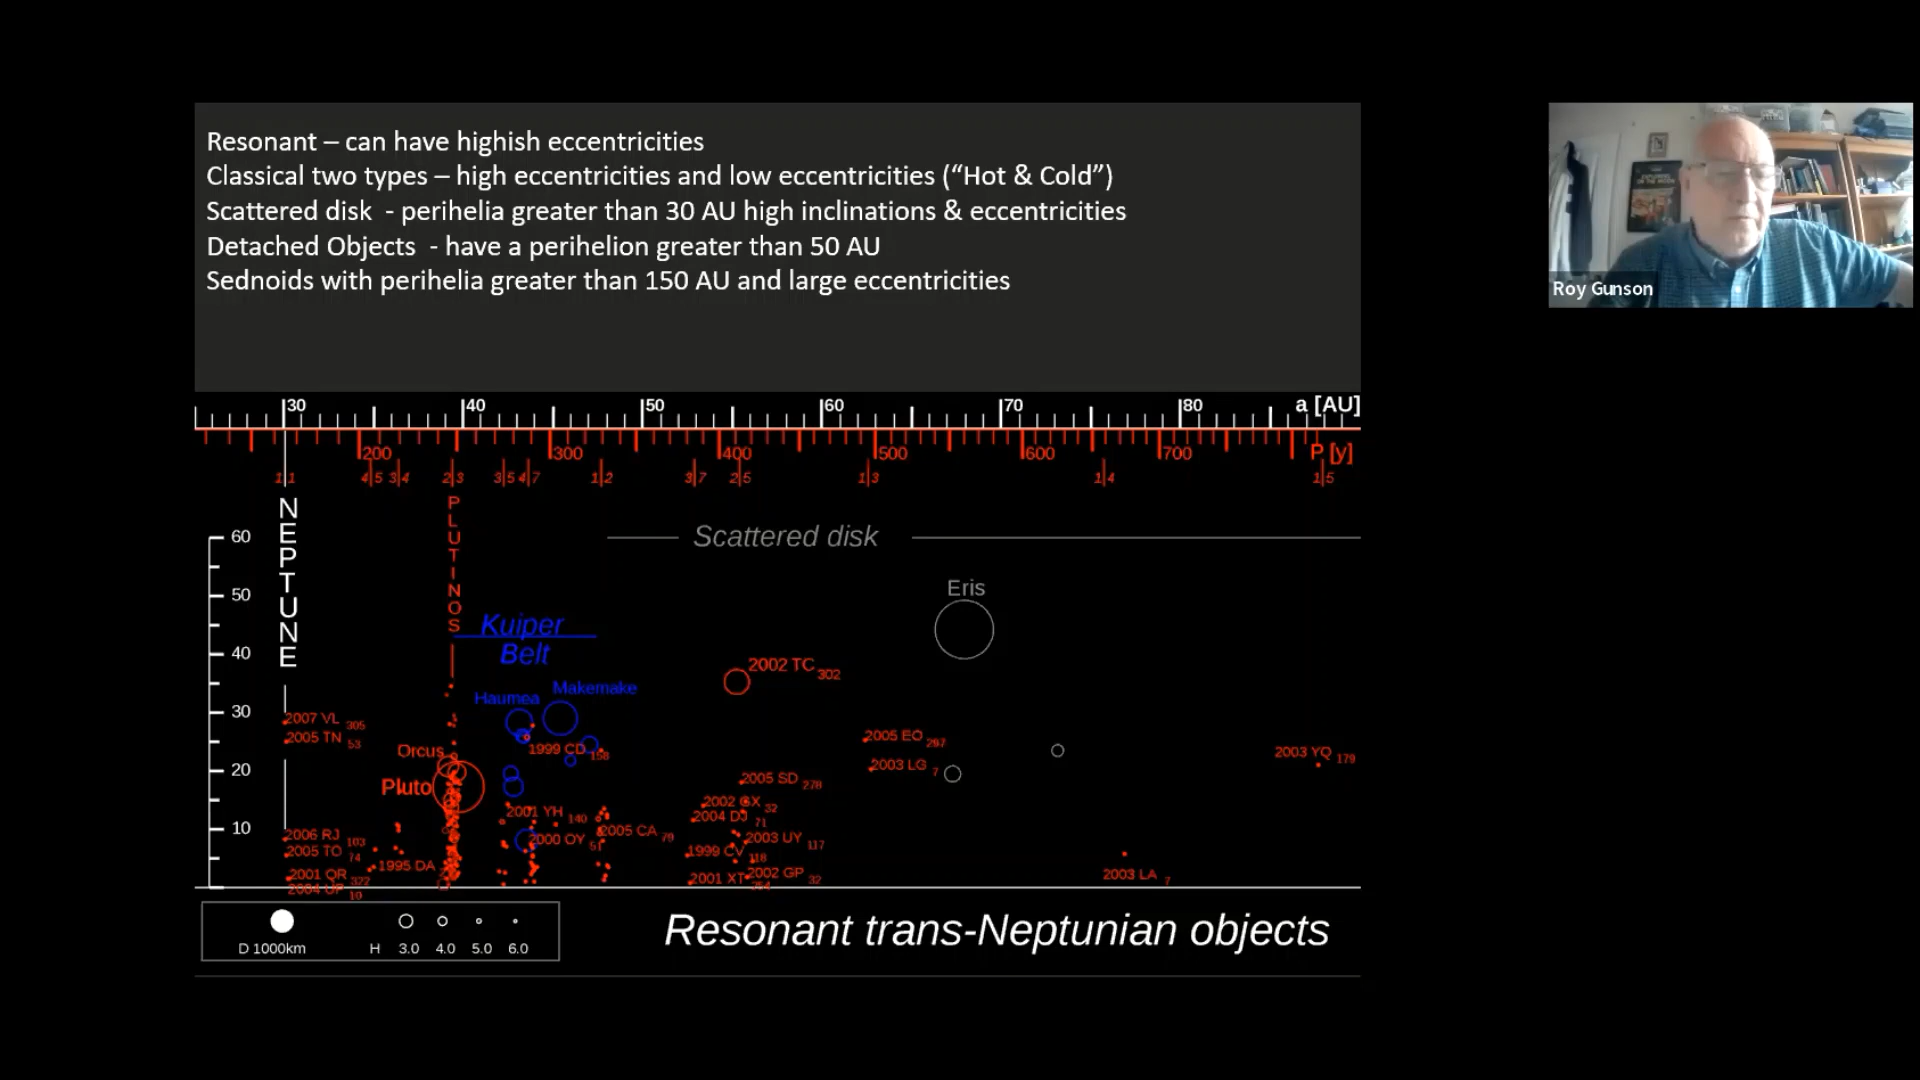 Resonant – can have highish eccentricities
Classical two types – high eccentricities and low eccentricities (“Hot & Cold”)
Scattered disk - perihelia greater than 30 AU high inclinations & eccentricities
Detached Objects - have a perihelion greater than 50 AU
Sednoids with perihelia greater than 150 AU and large eccentricities
Roy Gunson
30 40 50 60 70 80 a [AU]
200 300 400 500 600 700 P [y]
1|1 4|5 3|4 2|3 3|5 4|7 1|2 3|7 2|5 1|3 1|4 1|5
NEPTUNE
PLUTINOS
Scattered disk
60
50
40
30
20
10
Eris
Kuiper
Belt
2002 TC 302
Haumea
Makemake
2007 VL 305
2005 TN 53
Orcus
1999 CD 158
2005 EO 297
2003 YQ 179
2003 LG 7
Pluto
2005 SD 278
2001 YH 140
2002 GX 32
2004 DJ 71
2006 RJ 103
2005 TO 74
2000 OY 51
2005 CA 79
2003 UY 117
1999 CV 118
1995 DA
2001 QR 322
2004 UP 10
2001 XT 254
2002 GP 32
2003 LA 7
D 1000km
H 3.0 4.0 5.0 6.0
Resonant trans-Neptunian objects